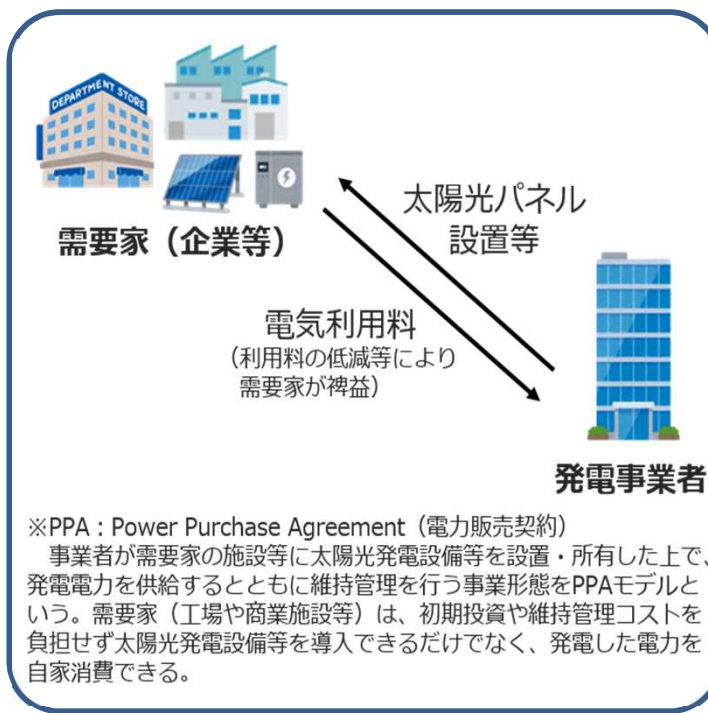 DEPARTMENT STORE
太陽光パネル
設置等
需要家（企業等）
電気利用料
（利用料の低減等により
需要家が裨益）
発電事業者
※PPA：Power Purchase Agreement（電力販売契約）
　事業者が需要家の施設等に太陽光発電設備等を設置・所有した上で、
発電電力を供給するとともに維持管理を行う事業形態をPPAモデルと
いう。需要家（工場や商業施設等）は、初期投資や維持管理コストを
負担せず太陽光発電設備等を導入できるだけでなく、発電した電力を
自家消費できる。